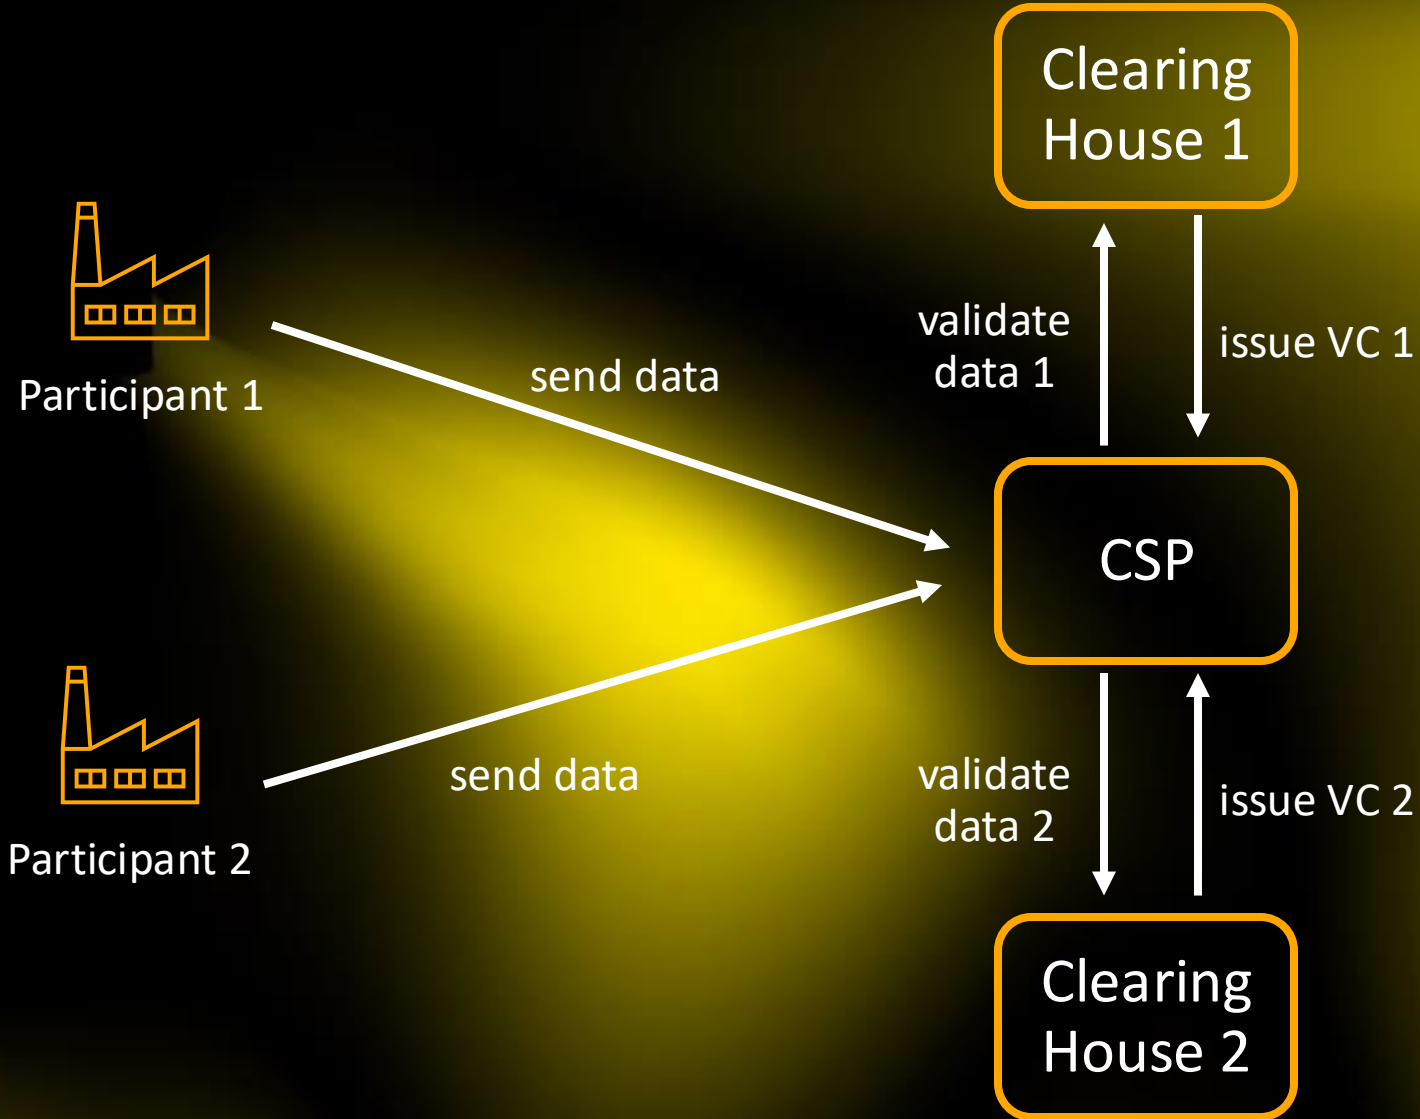 Clearing
House 1
Participant 1
send data
validate
data 1
issue VC 1
CSP
Participant 2
send data
validate
data 2
issue VC 2
Clearing
House 2